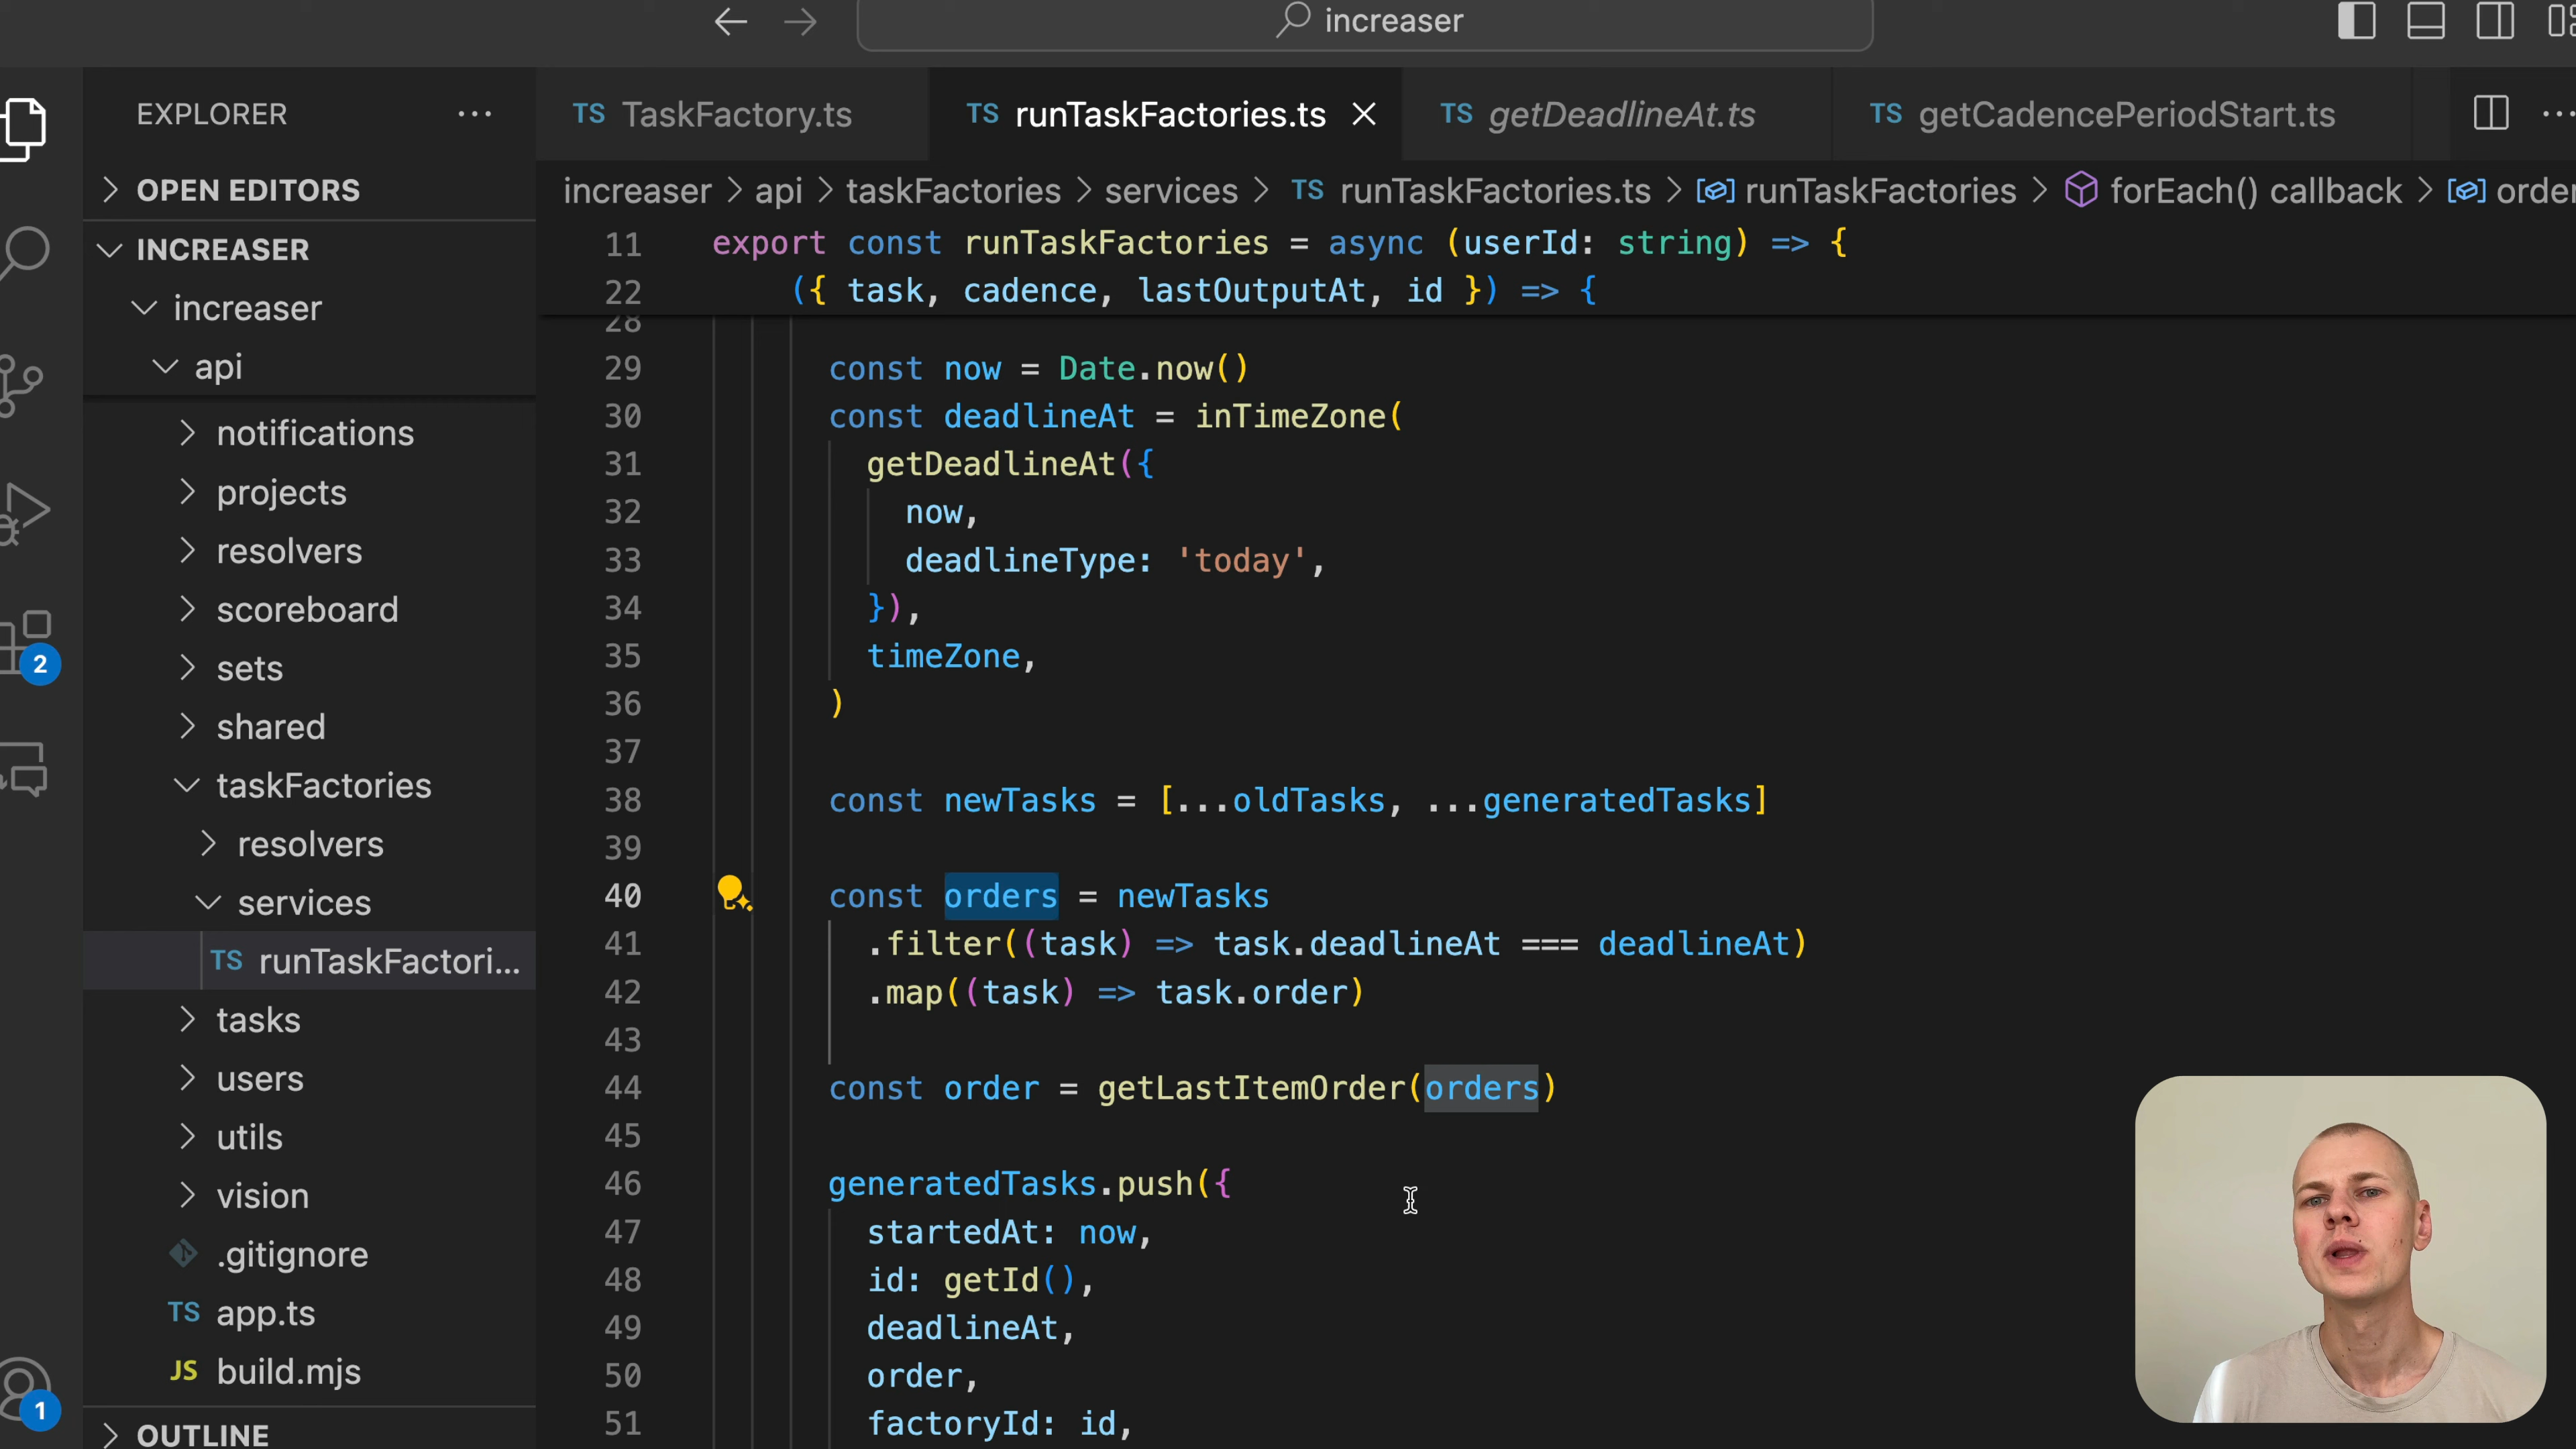 increaser
EXPLORER ...
TS TaskFactory.ts
TS runTaskFactories.ts
TS getDeadlineAt.ts
TS getCadencePeriodStart.ts
...
OPEN EDITORS
INCREASER
increaser
api
notifications
projects
resolvers
scoreboard
sets
shared
taskFactories
resolvers
services
TS runTaskFactori...
tasks
users
utils
vision
.gitignore
TS app.ts
JS build.mjs
OUTLINE
2
1
increaser > api > taskFactories > services > TS runTaskFactories.ts > runTaskFactories > forEach() callback > order
11 export const runTaskFactories = async (userId: string) => {
22 ({ task, cadence, lastOutputAt, id }) => {
28
29 const now = Date.now()
30 const deadlineAt = inTimeZone(
31 getDeadlineAt({
32 now,
33 deadlineType: 'today',
34 }),
35 timeZone,
36 )
37
38 const newTasks = [...oldTasks, ...generatedTasks]
39
40 const orders = newTasks
41 .filter((task) => task.deadlineAt === deadlineAt)
42 .map((task) => task.order)
43
44 const order = getLastItemOrder(orders)
45
46 generatedTasks.push({
47 startedAt: now,
48 id: getId(),
49 deadlineAt,
50 order,
51 factoryId: id,